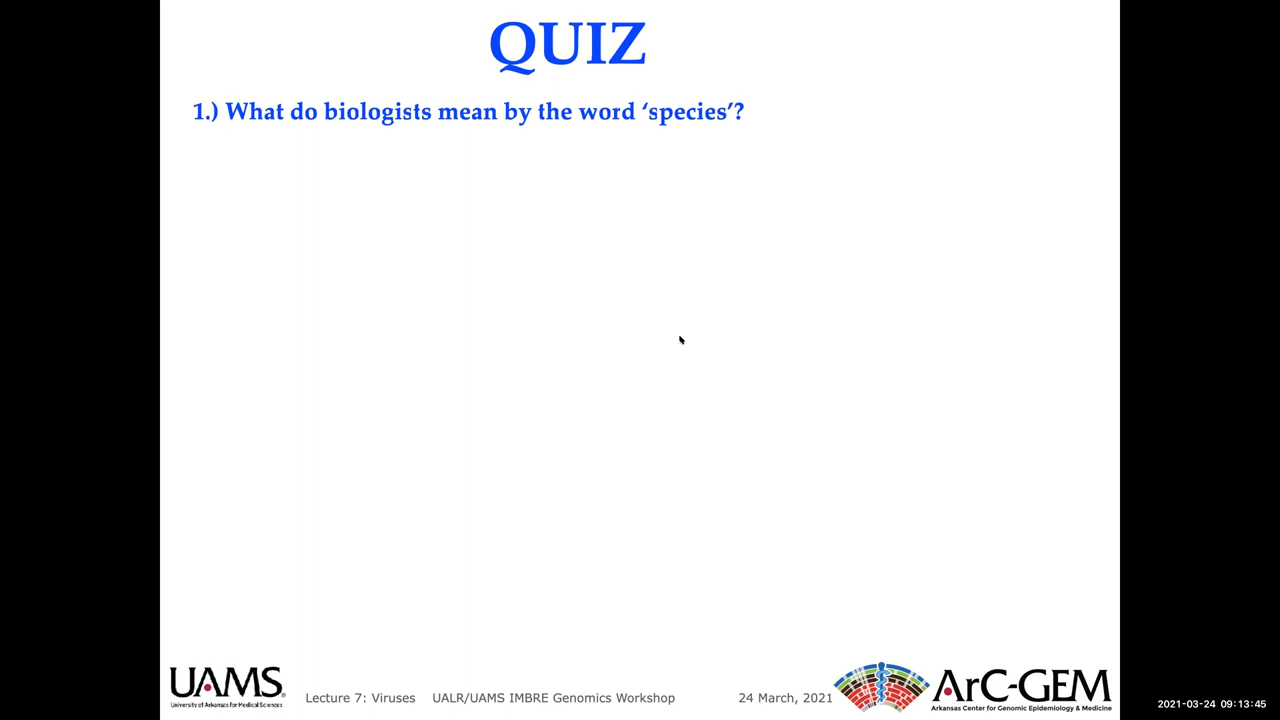 QUIZ
1.) What do biologists mean by the word ‘species’?
UAMS
University of Arkansas for Medical Sciences
Lecture 7: Viruses UALR/UAMS IMBRE Genomics Workshop 24 March, 2021
ArC-GEM
Arkansas Center for Genomic Epidemiology & Medicine
2021-03-24 09:13:45